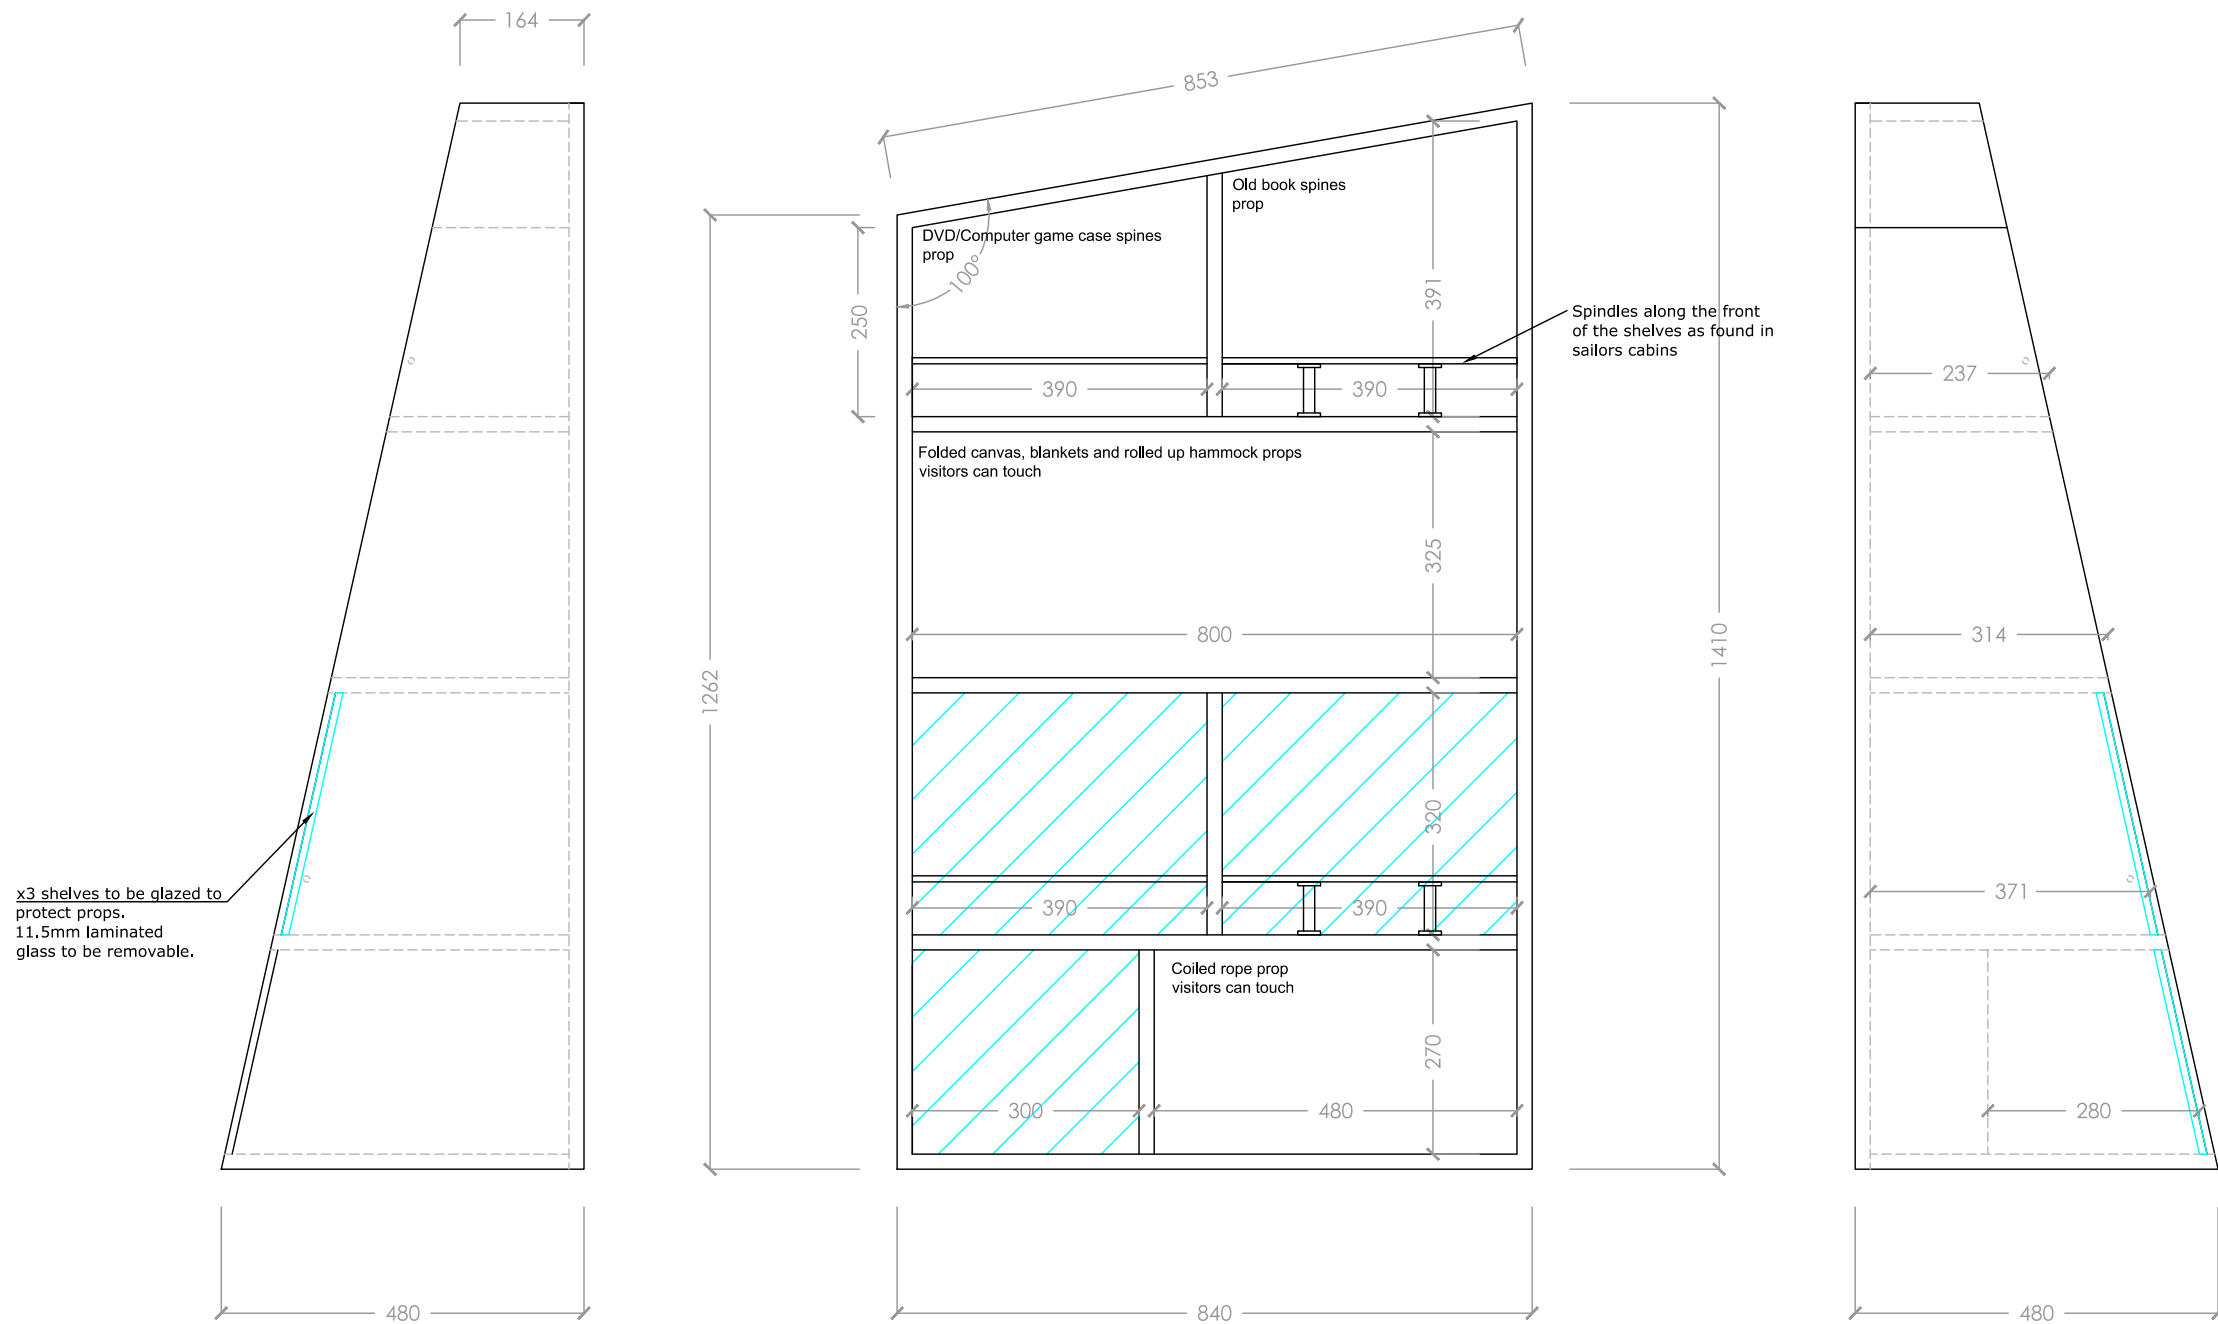 164
853
Old book spines
prop
DVD/Computer game case spines
prop
100°
250
391
Spindles along the front
of the shelves as found in
sailors cabins
237
390
390
Folded canvas, blankets and rolled up hammock props
visitors can touch
325
800
314
1262
1410
320
x3 shelves to be glazed to
protect props.
11.5mm laminated
glass to be removable.
390
390
371
Coiled rope prop
visitors can touch
270
300
480
280
480
840
480